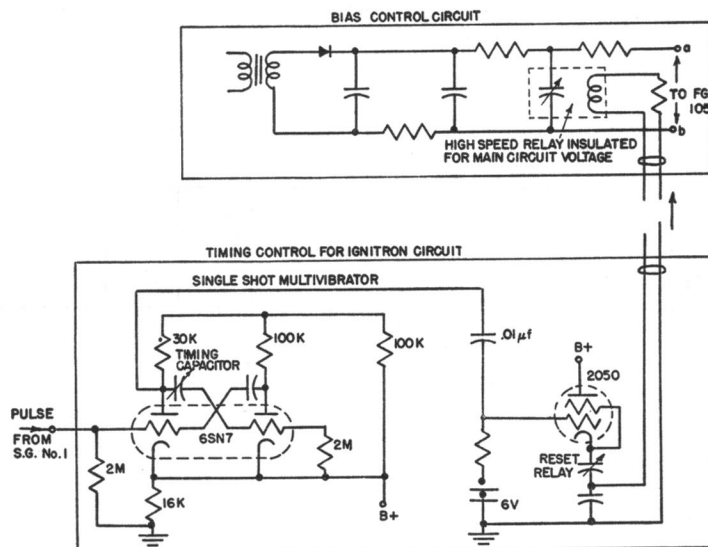 BIAS CONTROL CIRCUIT
a
TO FG
105
b
HIGH SPEED RELAY INSULATED
FOR MAIN CIRCUIT VOLTAGE
TIMING CONTROL FOR IGNITRON CIRCUIT
SINGLE SHOT MULTIVIBRATOR
30K
TIMING
CAPACITOR
100K
100K
.01μf
B+
2050
PULSE
FROM
S.G. No. 1
6SN7
2M
2M
RESET
RELAY
16K
B+
6V